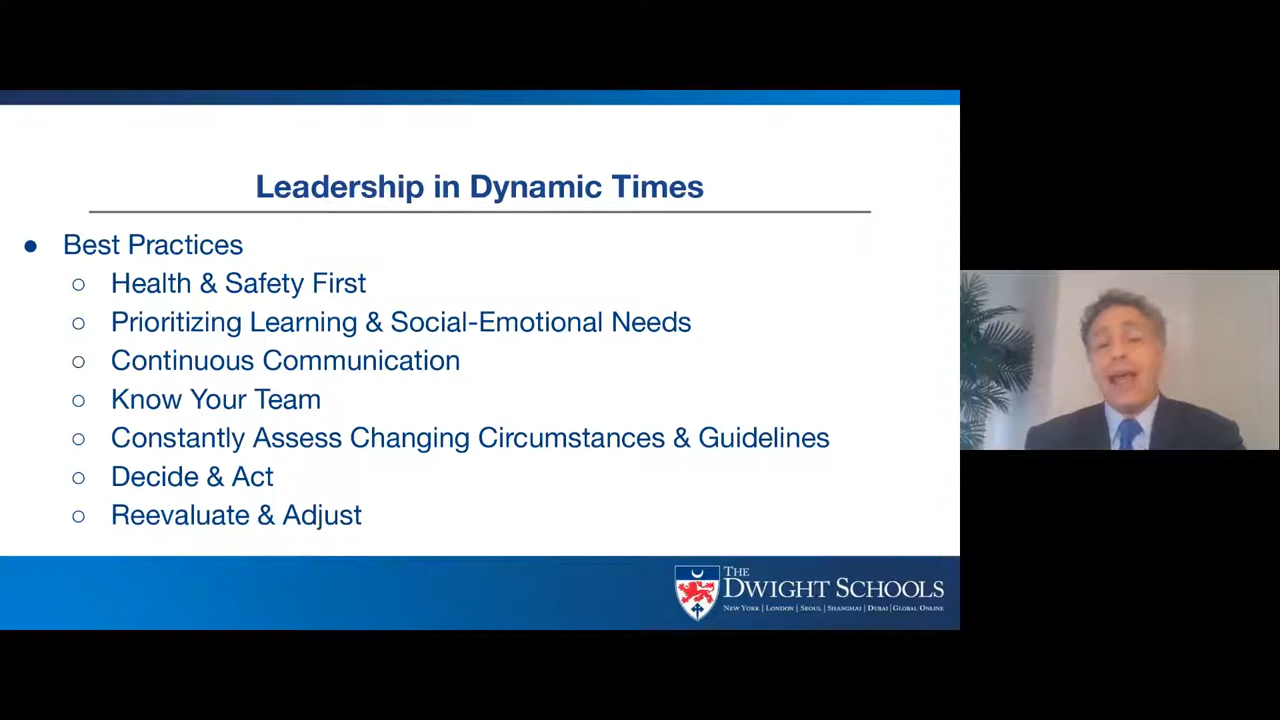 Leadership in Dynamic Times
● Best Practices
○ Health & Safety First
○ Prioritizing Learning & Social-Emotional Needs
○ Continuous Communication
○ Know Your Team
○ Constantly Assess Changing Circumstances & Guidelines
○ Decide & Act
○ Reevaluate & Adjust
THE
DWIGHT SCHOOLS
NEW YORK | LONDON | SEOUL | SHANGHAI | DUBAI | GLOBAL ONLINE